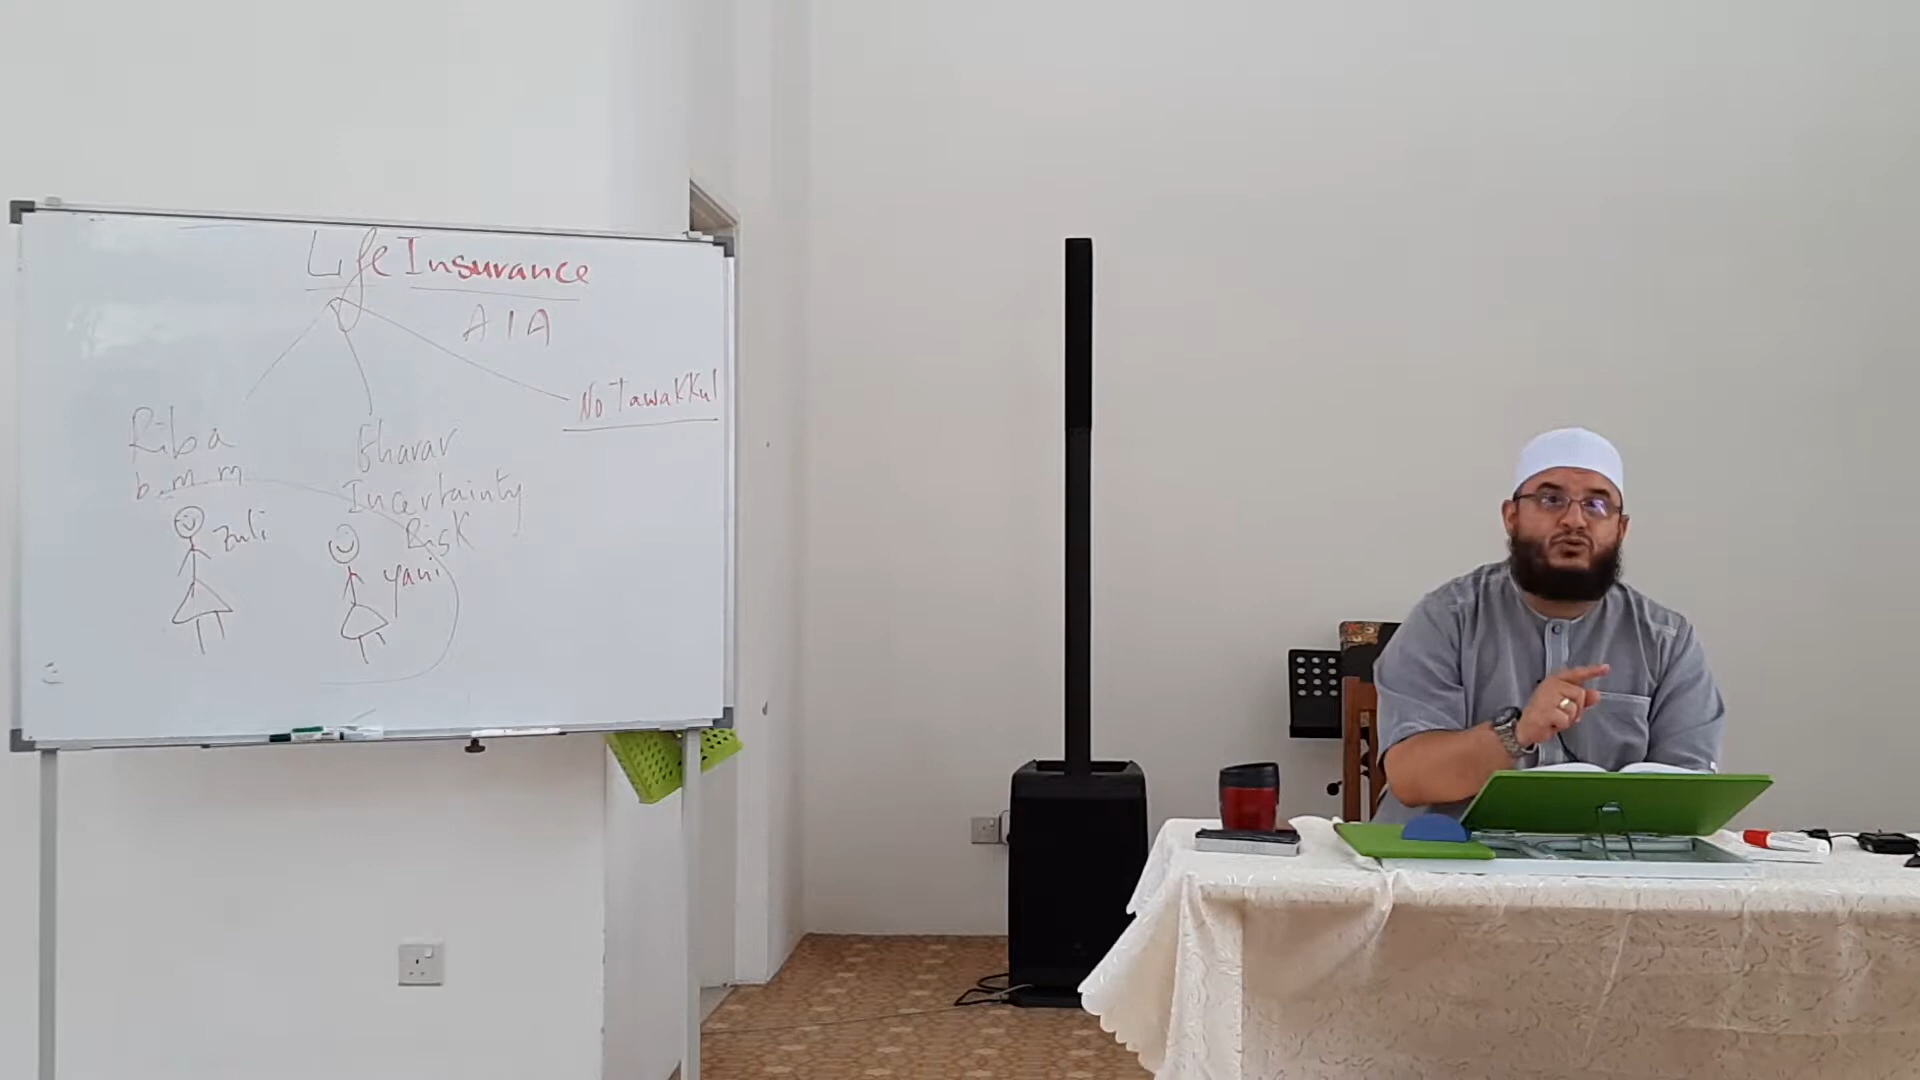 Life Insurance
AIA
No Tawakkul
Riba
b.m.m
Gharar
Incertainty
Risk
Zuli
yani